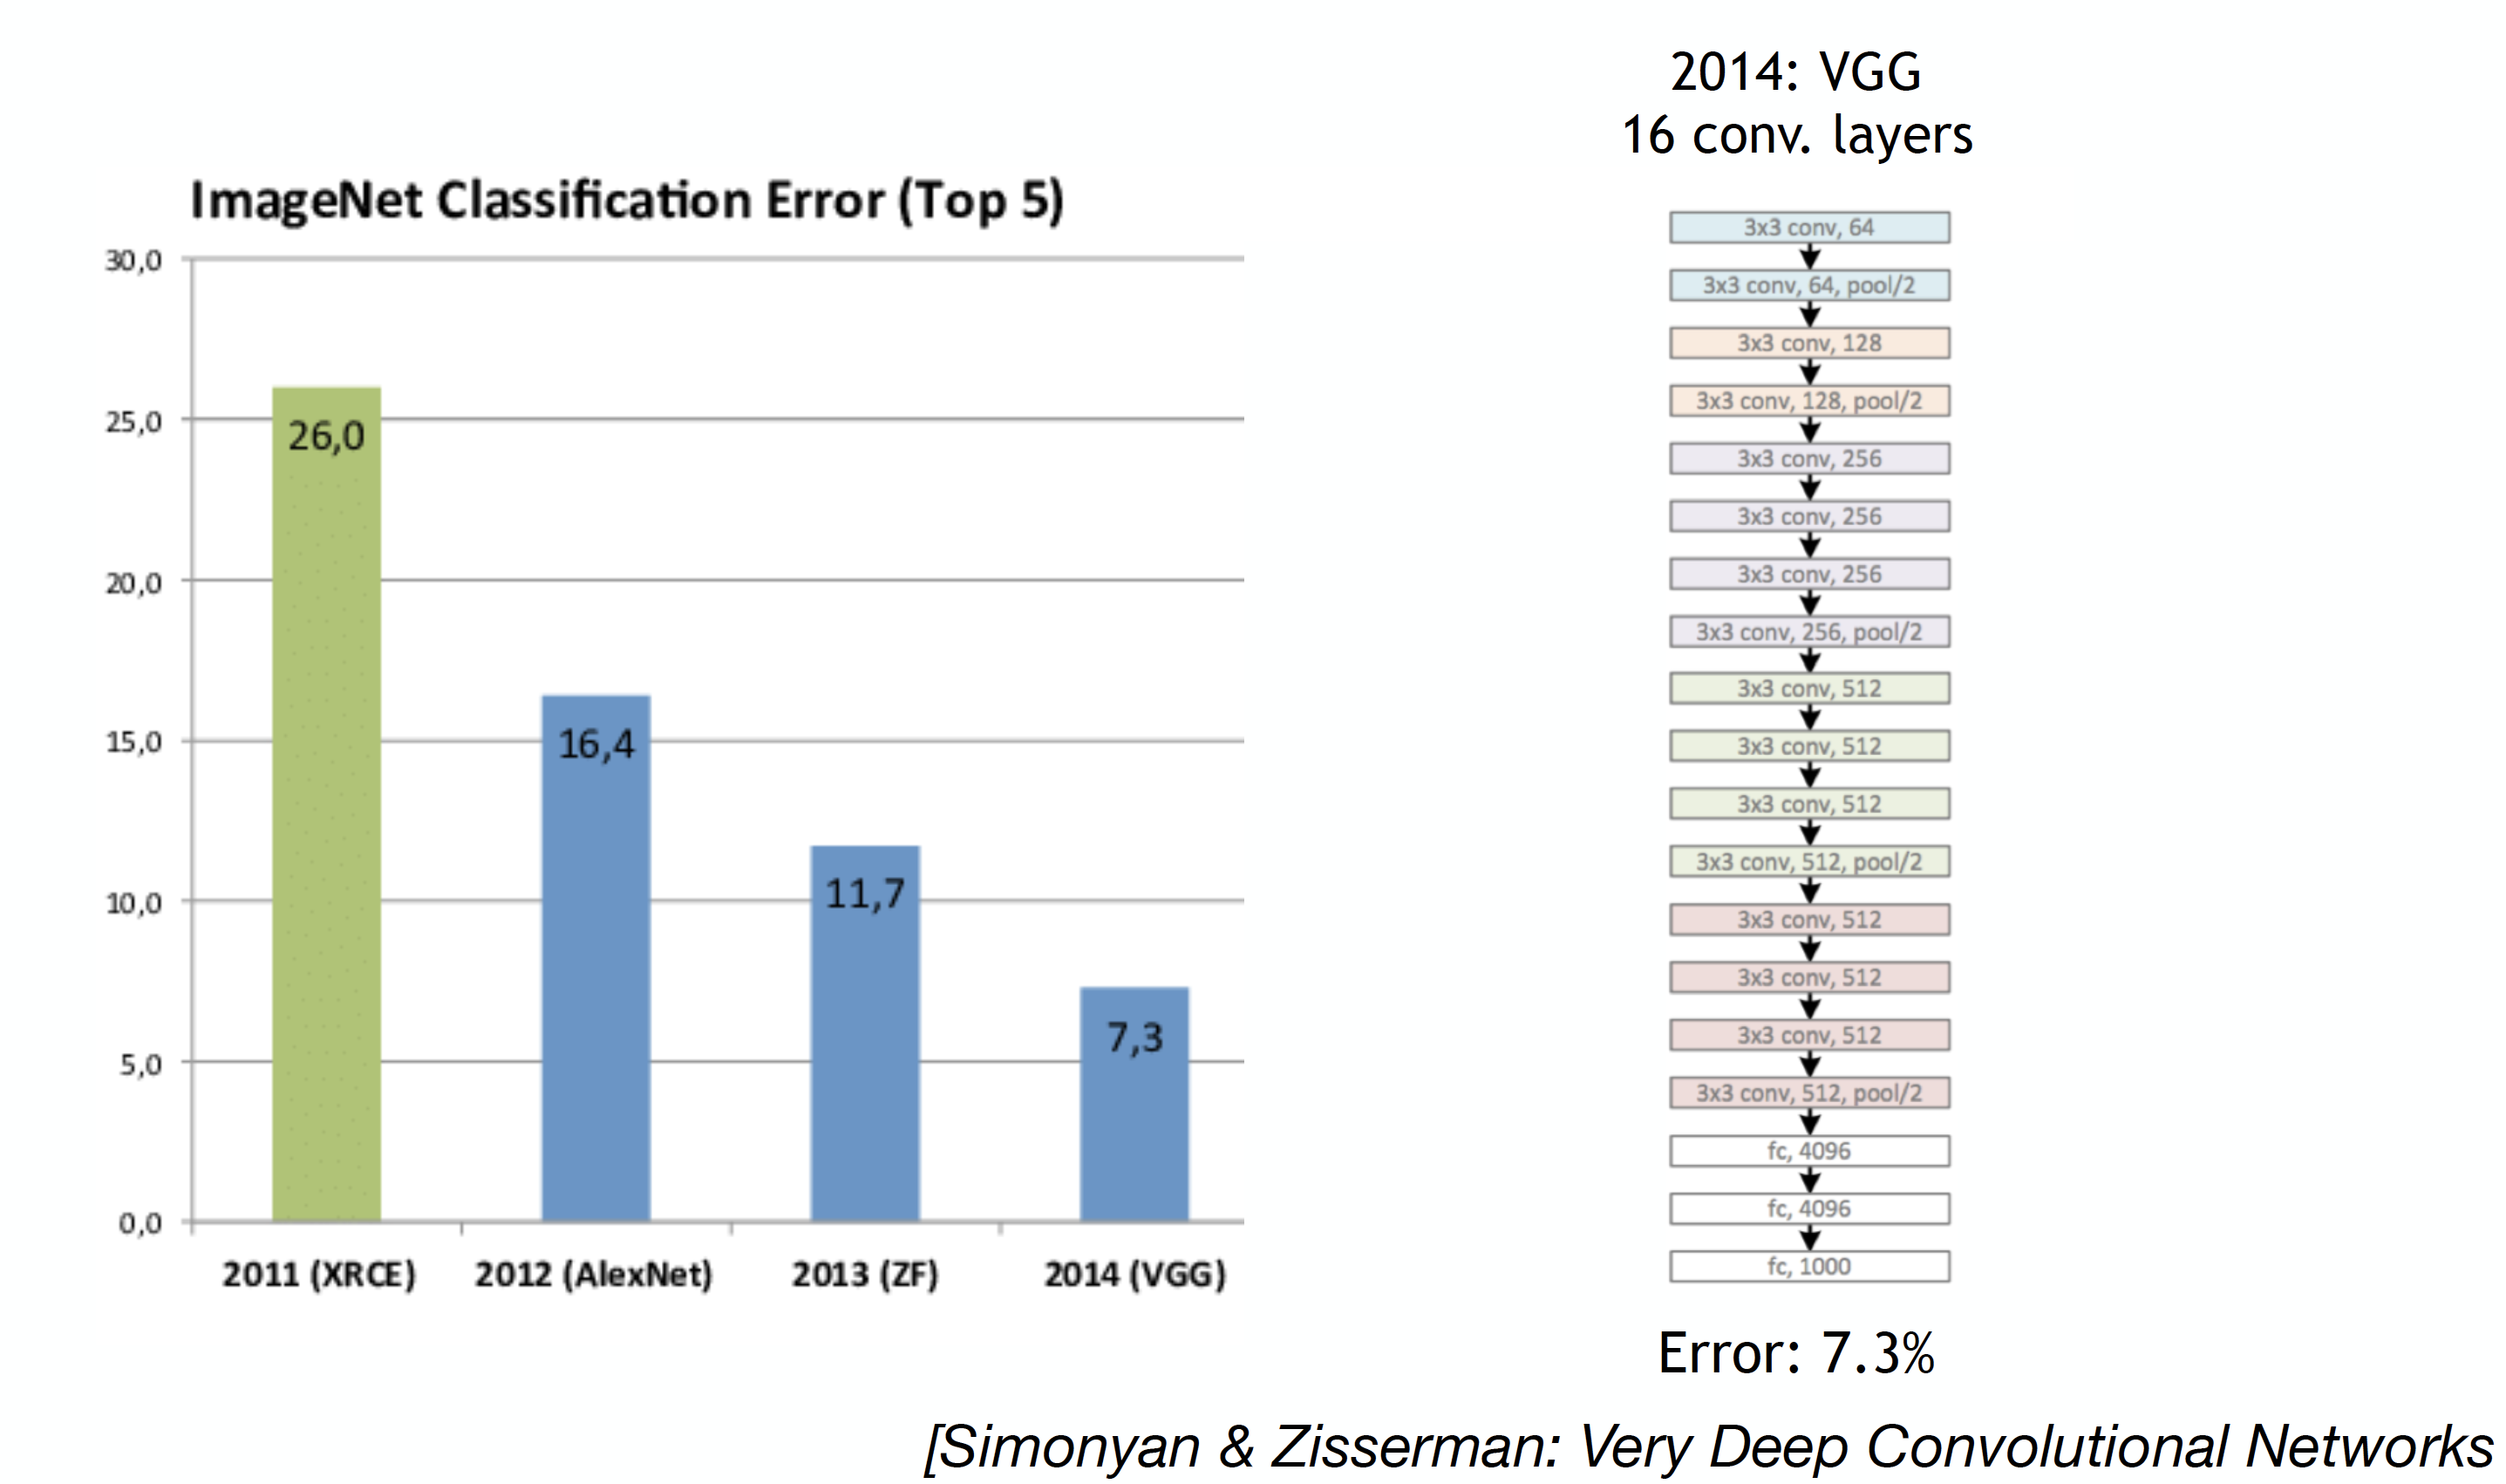 ImageNet Classification Error (Top 5)
30,0
25,0
20,0
15,0
10,0
5,0
0,0
26,0
16,4
11,7
7,3
2011 (XRCE)
2012 (AlexNet)
2013 (ZF)
2014 (VGG)
2014: VGG
16 conv. layers
3x3 conv, 64
3x3 conv, 64, pool/2
3x3 conv, 128
3x3 conv, 128, pool/2
3x3 conv, 256
3x3 conv, 256
3x3 conv, 256
3x3 conv, 256, pool/2
3x3 conv, 512
3x3 conv, 512
3x3 conv, 512
3x3 conv, 512, pool/2
3x3 conv, 512
3x3 conv, 512
3x3 conv, 512
3x3 conv, 512, pool/2
fc, 4096
fc, 4096
fc, 1000
Error: 7.3%
[Simonyan & Zisserman: Very Deep Convolutional Networks